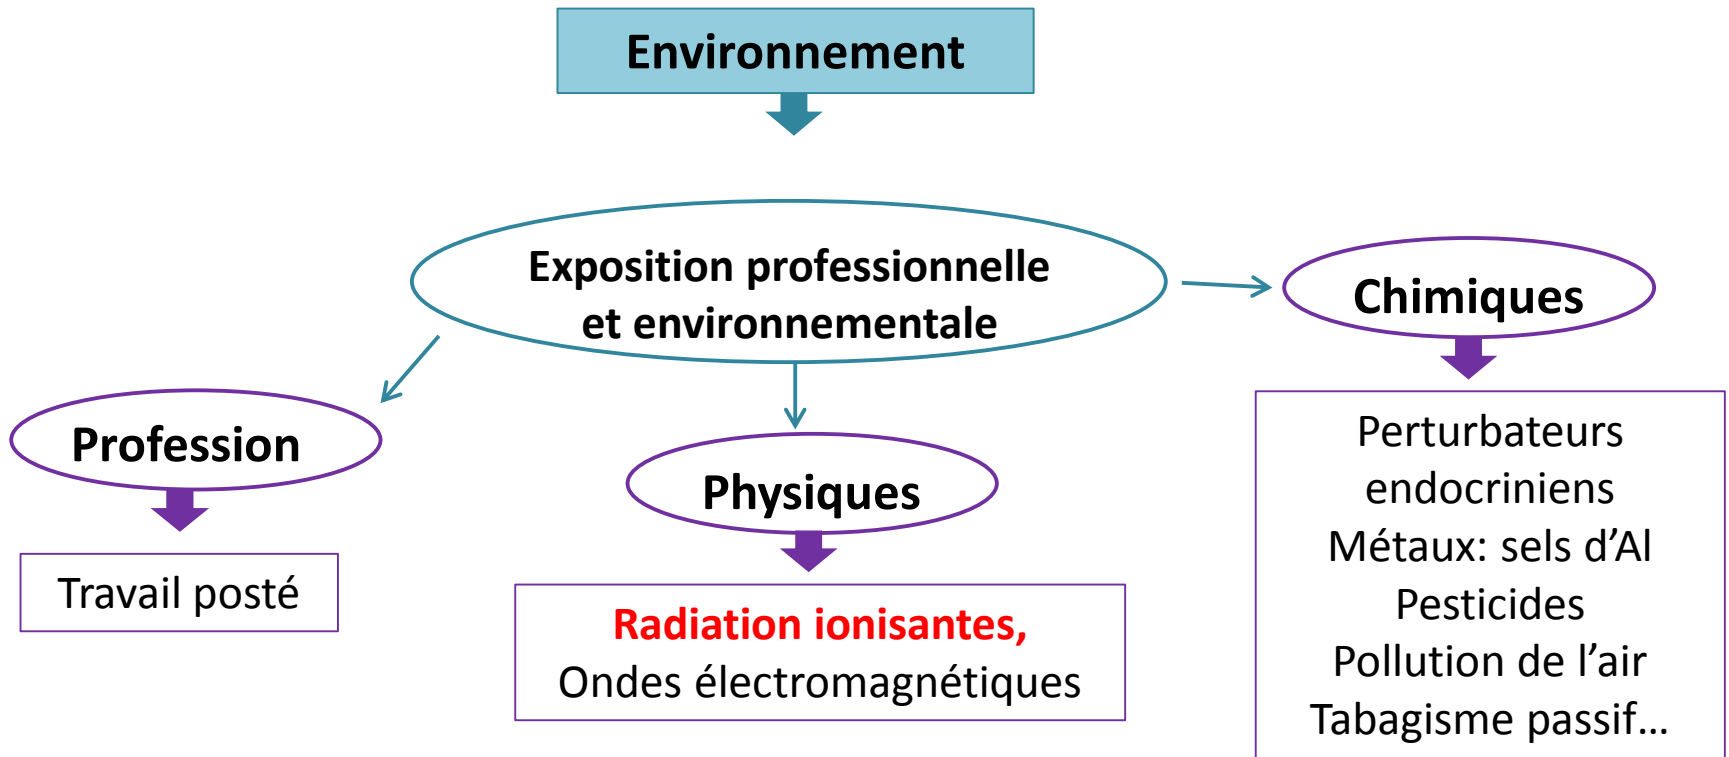 Environnement
Exposition professionnelle
et environnementale
Chimiques
Profession
Physiques
Perturbateurs
endocriniens
Métaux: sels d’Al
Pesticides
Pollution de l’air
Tabagisme passif…
Travail posté
Radiation ionisantes,
Ondes électromagnétiques